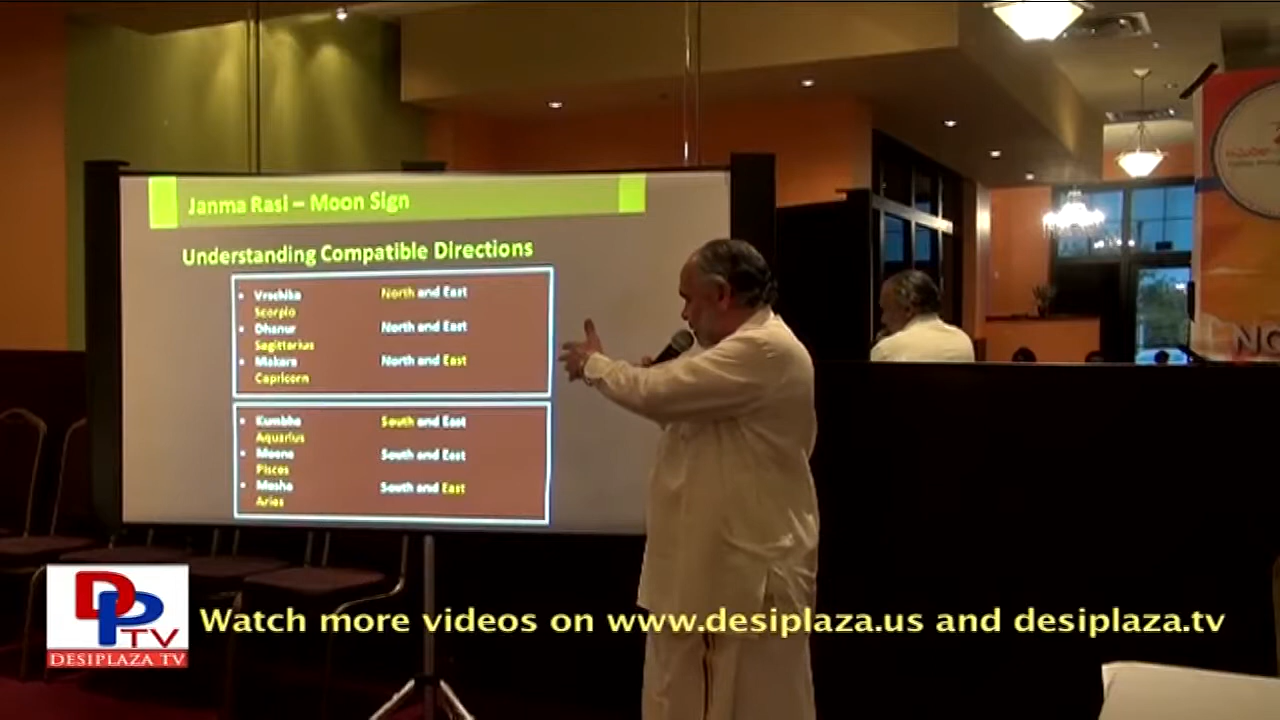 Janma Rasi – Moon Sign
Understanding Compatible Directions
• Vrschika North and East
Scorpio
• Dhanur North and East
Sagittarius
• Makara North and East
Capricorn
• Kumbha South and East
Aquarius
• Meena South and East
Pisces
• Mesha South and East
Aries
NO
DP
TV
DESIPLAZA TV
Watch more videos on www.desiplaza.us and desiplaza.tv